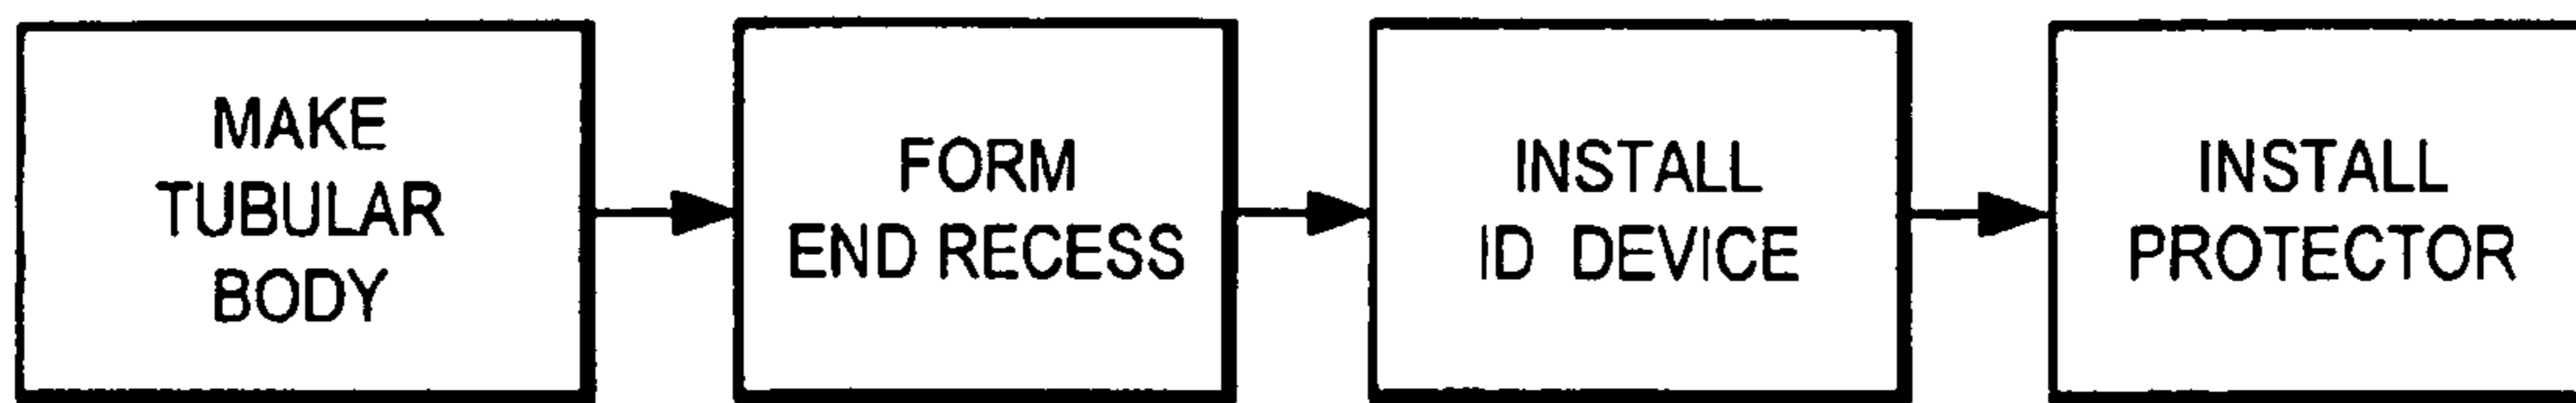 MAKE
TUBULAR
BODY
FORM
END RECESS
INSTALL
ID DEVICE
INSTALL
PROTECTOR